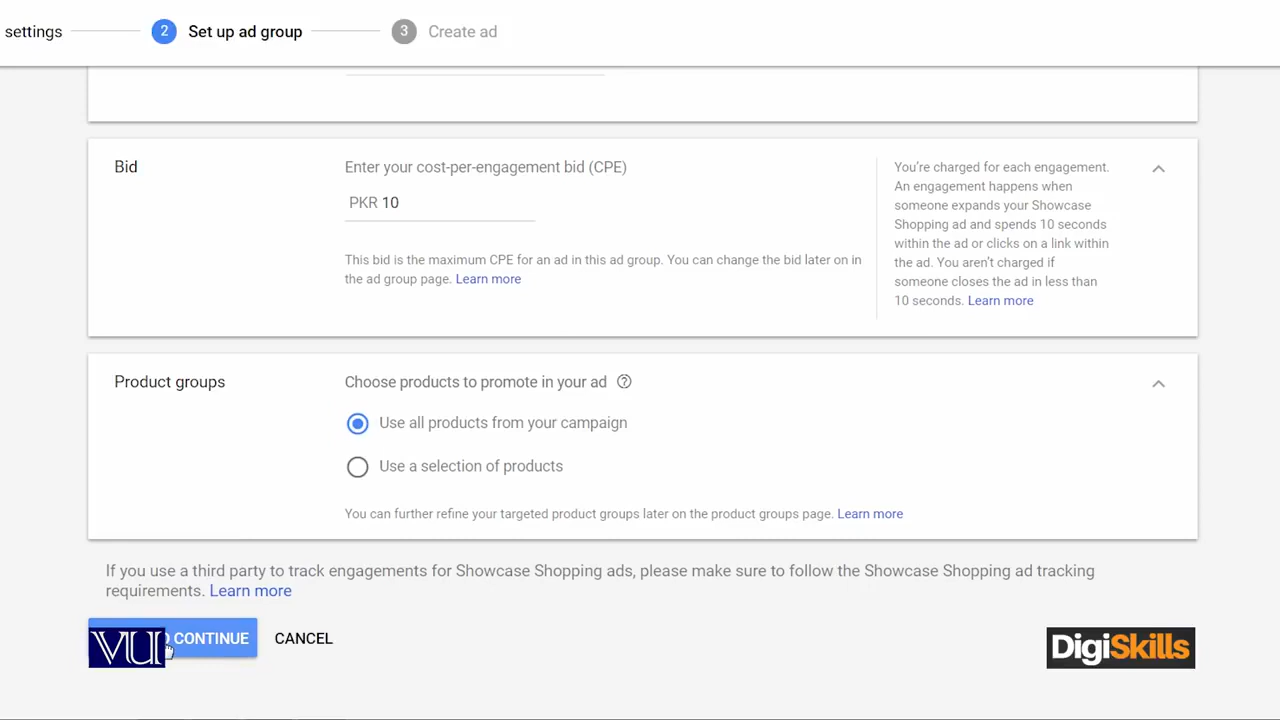 settings 2 Set up ad group 3 Create ad
Bid
Enter your cost-per-engagement bid (CPE)
PKR 10
This bid is the maximum CPE for an ad in this ad group. You can change the bid later on in
the ad group page. Learn more
You're charged for each engagement.
An engagement happens when
someone expands your Showcase
Shopping ad and spends 10 seconds
within the ad or clicks on a link within
the ad. You aren't charged if
someone closes the ad in less than
10 seconds. Learn more
Product groups
Choose products to promote in your ad ?
Use all products from your campaign
Use a selection of products
You can further refine your targeted product groups later on the product groups page. Learn more
If you use a third party to track engagements for Showcase Shopping ads, please make sure to follow the Showcase Shopping ad tracking
requirements. Learn more
VU CONTINUE CANCEL
DigiSkills